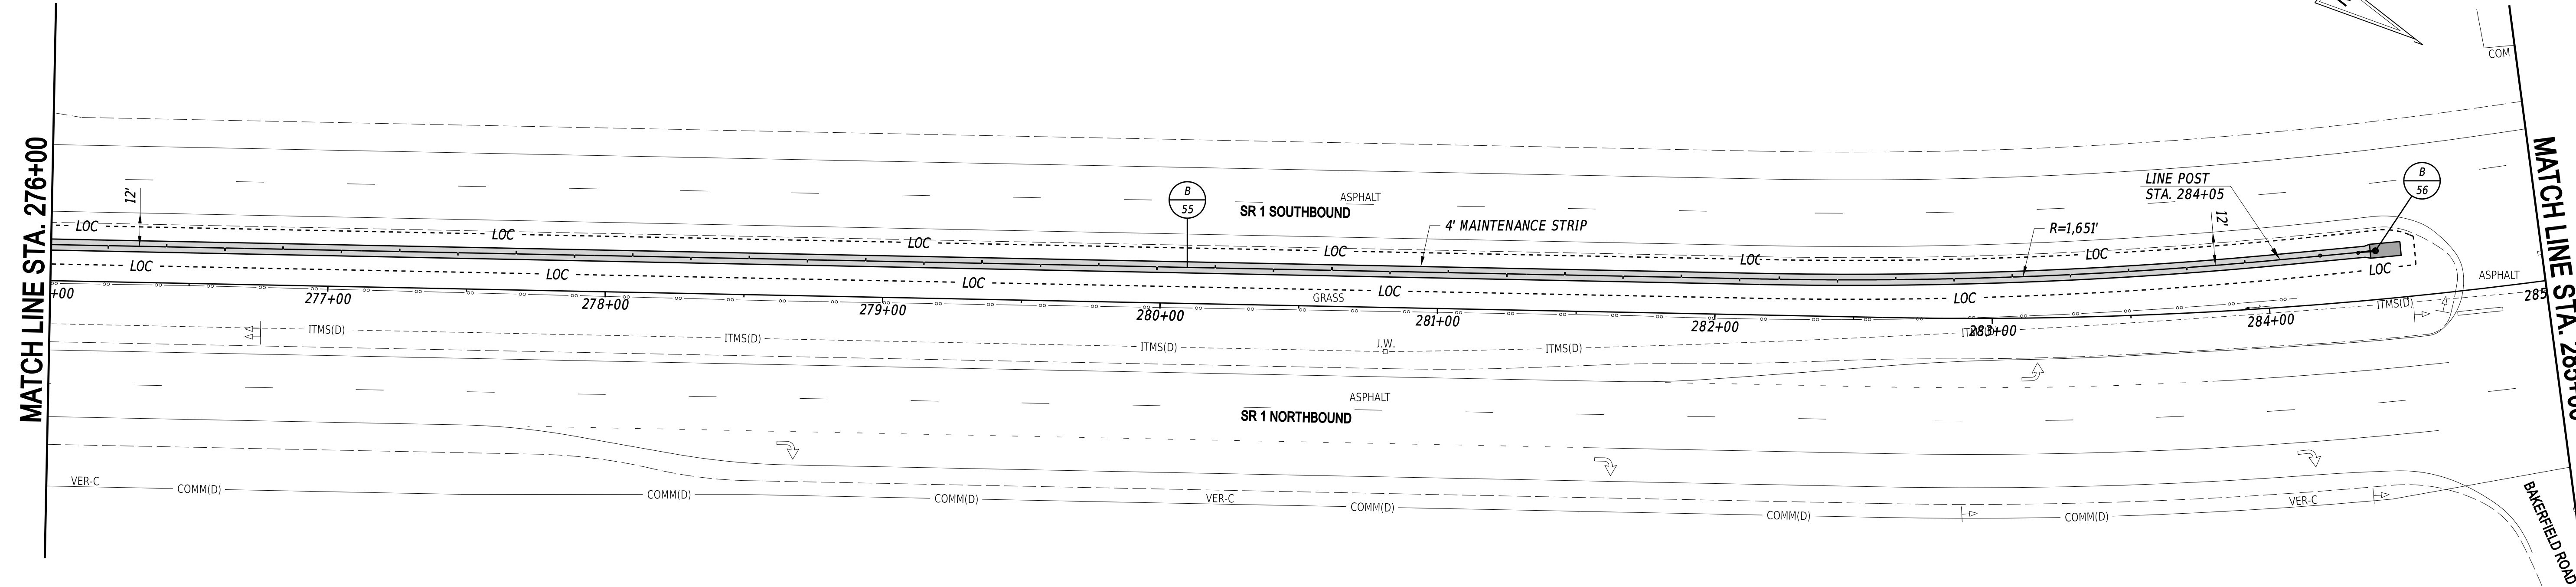 MATCH LINE STA. 276+00
12'
LOC
LOC
LOC
LOC
LOC
LOC
LOC
LOC
LOC
LOC
LOC
LOC
B
55
ASPHALT
SR 1 SOUTHBOUND
4' MAINTENANCE STRIP
R=1,651'
LINE POST
STA. 284+05
12'
B
56
COM
ASPHALT
MATCH LINE STA. 285+00
+00
277+00
278+00
279+00
280+00
281+00
282+00
283+00
284+00
285
GRASS
ITMS(D)
ITMS(D)
ITMS(D)
J.W.
ITMS(D)
ITMS(D)
ASPHALT
SR 1 NORTHBOUND
VER-C
COMM(D)
COMM(D)
COMM(D)
VER-C
COMM(D)
COMM(D)
COMM(D)
VER-C
BAKERFIELD ROAD